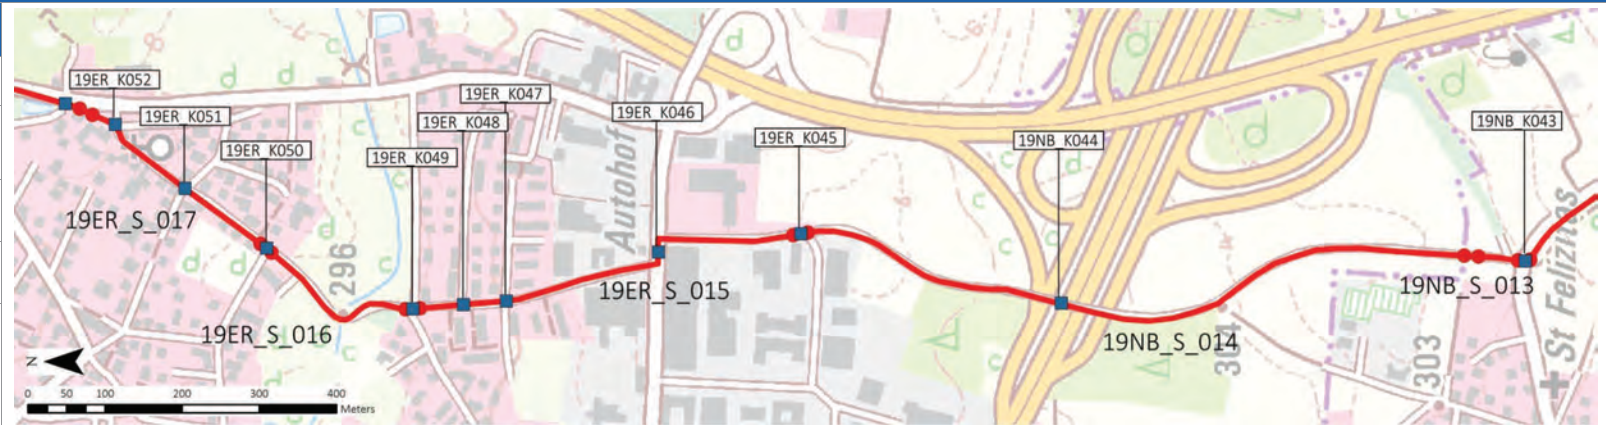 19ER_K052
19ER_K051
19ER_K050
19ER_K049
19ER_K048
19ER_K047
19ER_K046
19ER_K045
19NB_K044
19NB_K043
19ER_S_017
19ER_S_016
19ER_S_015
19NB_S_014
19NB_S_013
296
Autohof
304
303
St Felizitas
d
d
d
d
d
d
d
d
c
c
c
c
c
c
c
N
0 50 100 200 300 400
Meters